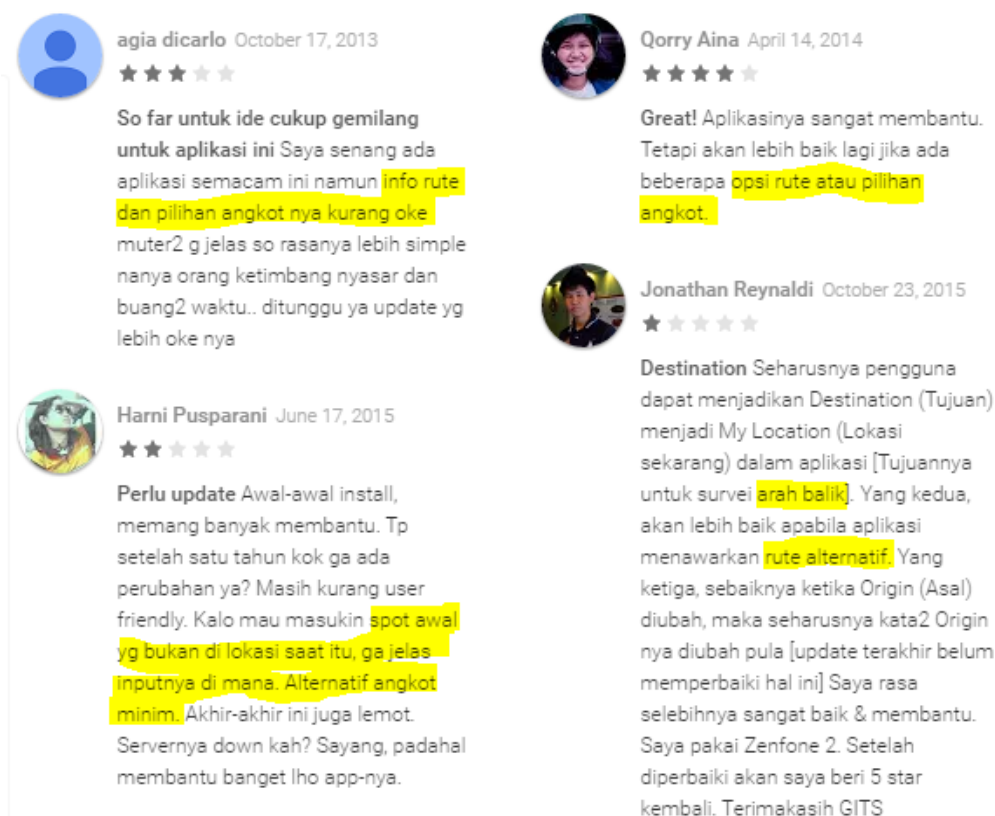 agia dicarlo October 17, 2013
So far untuk ide cukup gemilang
untuk aplikasi ini Saya senang ada
aplikasi semacam ini namun info rute
dan pilihan angkot nya kurang oke
muter2 g jelas so rasanya lebih simple
nanya orang ketimbang nyasar dan
buang2 waktu.. ditunggu ya update yg
lebih oke nya
Harni Pusparani June 17, 2015
Perlu update Awal-awal install,
memang banyak membantu. Tp
setelah satu tahun kok ga ada
perubahan ya? Masih kurang user
friendly. Kalo mau masukin spot awal
yg bukan di lokasi saat itu, ga jelas
inputnya di mana. Alternatif angkot
minim. Akhir-akhir ini juga lemot.
Servernya down kah? Sayang, padahal
membantu banget lho app-nya.
Qorry Aina April 14, 2014
Great! Aplikasinya sangat membantu.
Tetapi akan lebih baik lagi jika ada
beberapa opsi rute atau pilihan
angkot.
Jonathan Reynaldi October 23, 2015
Destination Seharusnya pengguna
dapat menjadikan Destination (Tujuan)
menjadi My Location (Lokasi
sekarang) dalam aplikasi [Tujuannya
untuk survei arah balik]. Yang kedua,
akan lebih baik apabila aplikasi
menawarkan rute alternatif. Yang
ketiga, sebaiknya ketika Origin (Asal)
diubah, maka seharusnya kata2 Origin
nya diubah pula [update terakhir belum
memperbaiki hal ini] Saya rasa
selebihnya sangat baik & membantu.
Saya pakai Zenfone 2. Setelah
diperbaiki akan saya beri 5 star
kembali. Terimakasih GITS